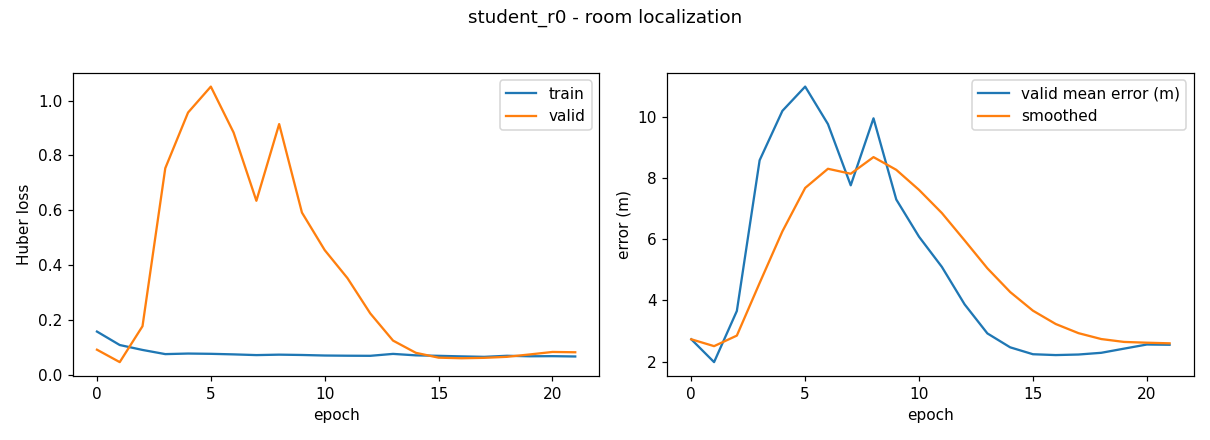 student_r0 - room localization
train
valid
1.0
0.8
0.6
0.4
0.2
0.0
Huber loss
0 5 10 15 20
epoch
valid mean error (m)
smoothed
10
8
6
4
2
error (m)
0 5 10 15 20
epoch